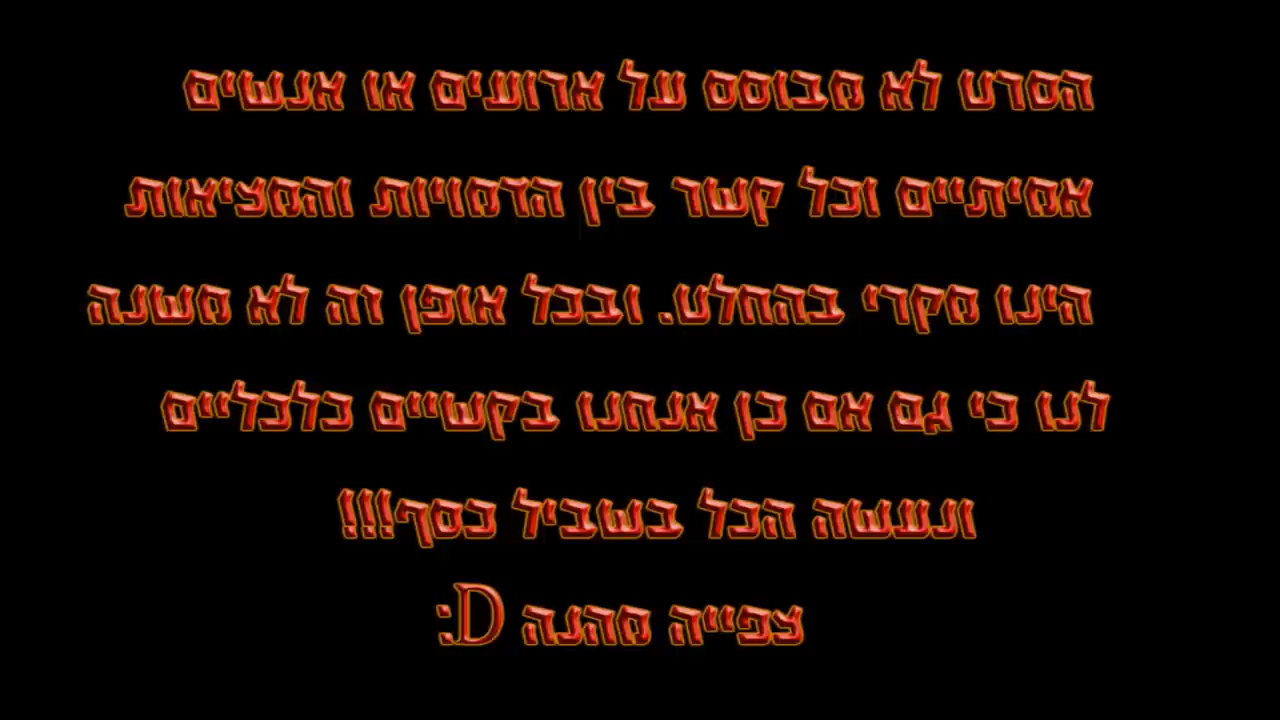 הסרט לא מבוסס על ארועים או אנשים
אמיתיים וכל קשר בין הדמויות והמציאות
הינו מקרי בהחלט. ובכל אופן זה לא משנה
לנו כי גם אם כן אנחנו בקשיים כלכליים
ונעשה הכל בשביל כסף!!!
צפייה מהנה D: